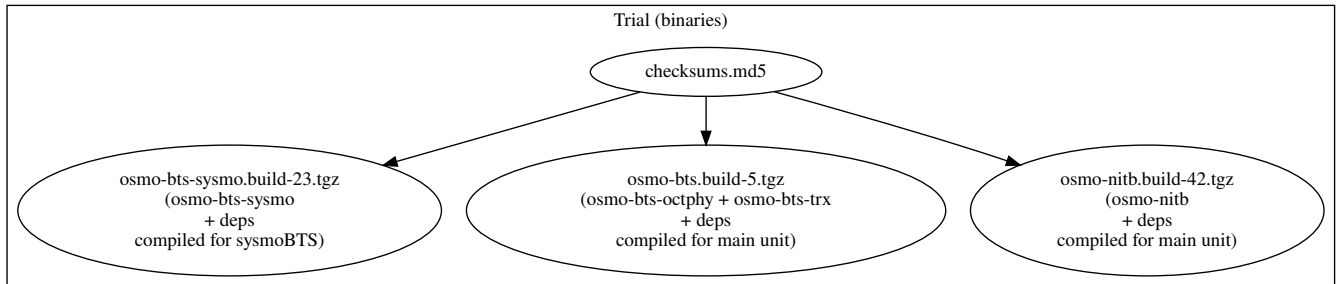 Trial (binaries)
checksums.md5
osmo-bts-sysmo.build-23.tgz
(osmo-bts-sysmo
+ deps
compiled for sysmoBTS)
osmo-bts.build-5.tgz
(osmo-bts-octphy + osmo-bts-trx
+ deps
compiled for main unit)
osmo-nitb.build-42.tgz
(osmo-nitb
+ deps
compiled for main unit)